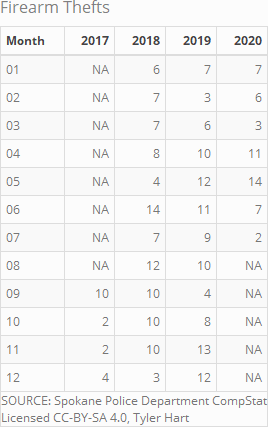 Firearm Thefts
Month 2017 2018 2019 2020
01 NA 6 7 7
02 NA 7 3 6
03 NA 7 6 3
04 NA 8 10 11
05 NA 4 12 14
06 NA 14 11 7
07 NA 7 9 2
08 NA 12 10 NA
09 10 10 4 NA
10 2 10 8 NA
11 2 10 13 NA
12 4 3 12 NA
SOURCE: Spokane Police Department CompStat
Licensed CC-BY-SA 4.0, Tyler Hart